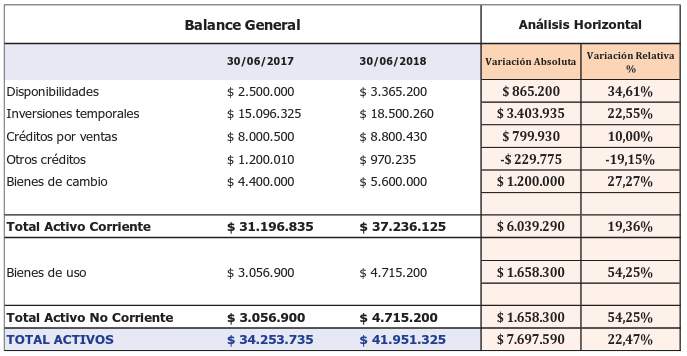 Balance General Análisis Horizontal
30/06/2017 30/06/2018 Variación Absoluta Variación Relativa %
Disponibilidades $ 2.500.000 $ 3.365.200 $ 865.200 34,61%
Inversiones temporales $ 15.096.325 $ 18.500.260 $ 3.403.935 22,55%
Créditos por ventas $ 8.000.500 $ 8.800.430 $ 799.930 10,00%
Otros créditos $ 1.200.010 $ 970.235 -$ 229.775 -19,15%
Bienes de cambio $ 4.400.000 $ 5.600.000 $ 1.200.000 27,27%
Total Activo Corriente $ 31.196.835 $ 37.236.125 $ 6.039.290 19,36%
Bienes de uso $ 3.056.900 $ 4.715.200 $ 1.658.300 54,25%
Total Activo No Corriente $ 3.056.900 $ 4.715.200 $ 1.658.300 54,25%
TOTAL ACTIVOS $ 34.253.735 $ 41.951.325 $ 7.697.590 22,47%